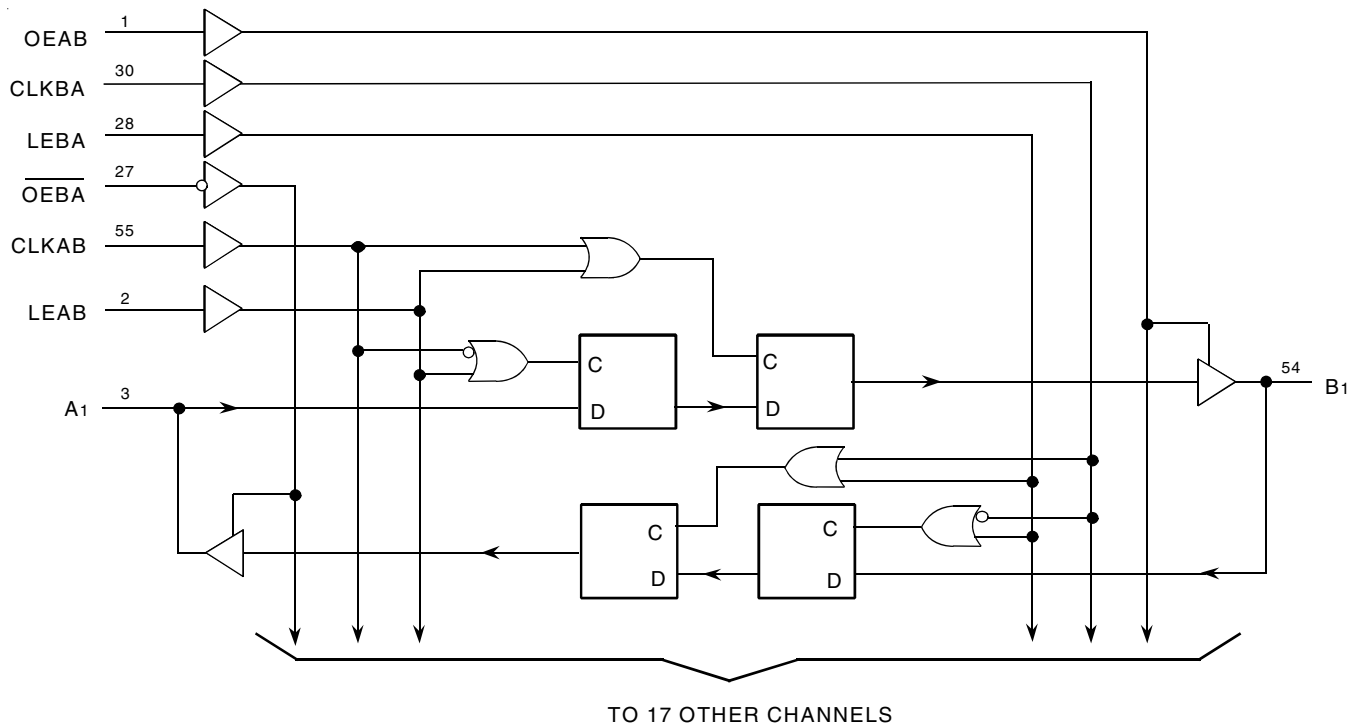 OEAB 1
CLKBA 30
LEBA 28
OEBA 27
CLKAB 55
LEAB 2
C
C
A1 3
D
D
54
B1
C
D
C
D
TO 17 OTHER CHANNELS